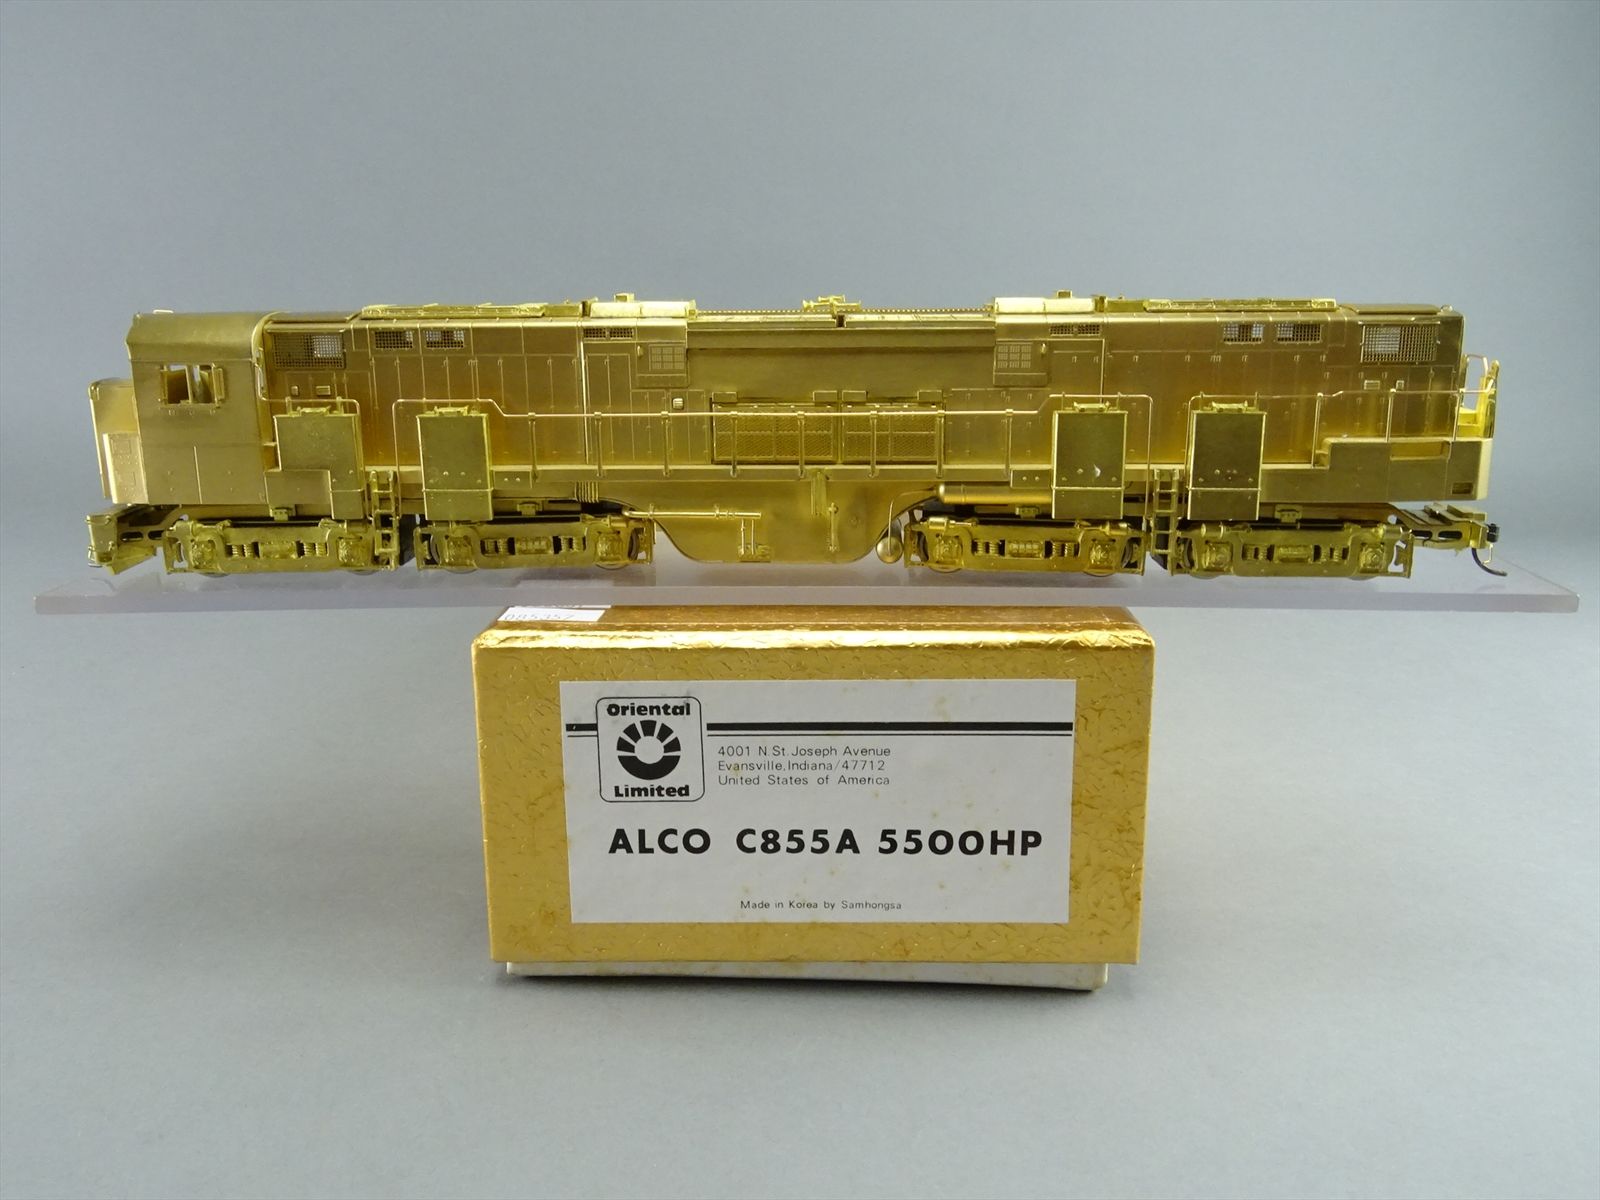 085357
Oriental
Limited
4001 N. St. Joseph Avenue
Evansville, Indiana/47712
United States of America
ALCO C855A 5500HP
Made in Korea by Samhongsa